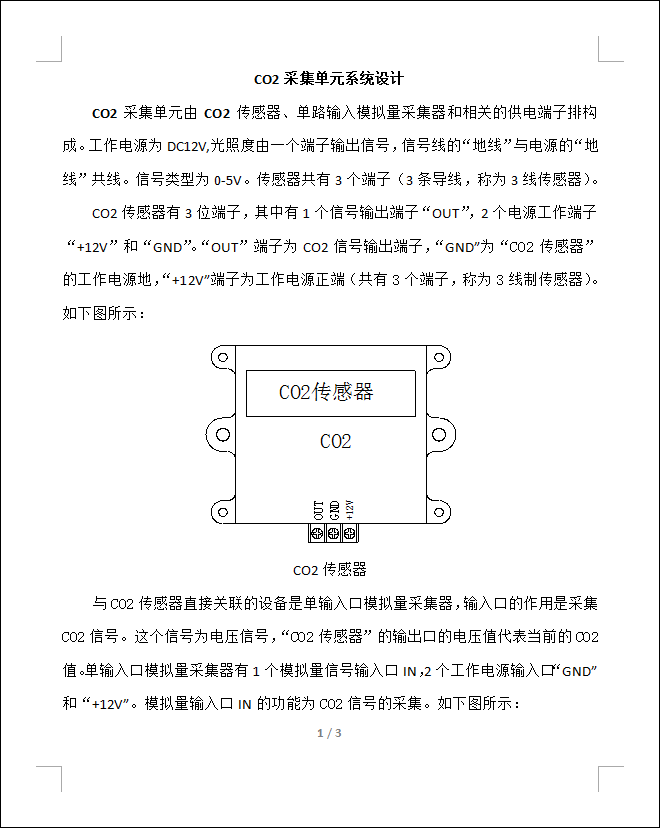 CO2 采集单元系统设计
CO2 采集单元由 CO2 传感器、单路输入模拟量采集器和相关的供电端子排构
成。工作电源为 DC12V,光照度由一个端子输出信号，信号线的“地线”与电源的“地
线”共线。信号类型为 0-5V。传感器共有 3 个端子（3 条导线，称为 3 线传感器）。
CO2 传感器有 3 位端子，其中有 1 个信号输出端子“OUT”，2 个电源工作端子
“+12V”和“GND”。“OUT”端子为 CO2 信号输出端子，“GND”为“CO2 传感器”
的工作电源地，“+12V”端子为工作电源正端（共有 3 个端子，称为 3 线制传感器）。
如下图所示：
CO2传感器
CO2
OUT
GND
+12V
CO2 传感器
与 CO2 传感器直接关联的设备是单输入口模拟量采集器，输入口的作用是采集
CO2 信号。这个信号为电压信号，“CO2 传感器”的输出口的电压值代表当前的 CO2
值。单输入口模拟量采集器有 1 个模拟量信号输入口 IN，2 个工作电源输入口“GND”
和“+12V”。模拟量输入口 IN 的功能为 CO2 信号的采集。如下图所示：
1 / 3